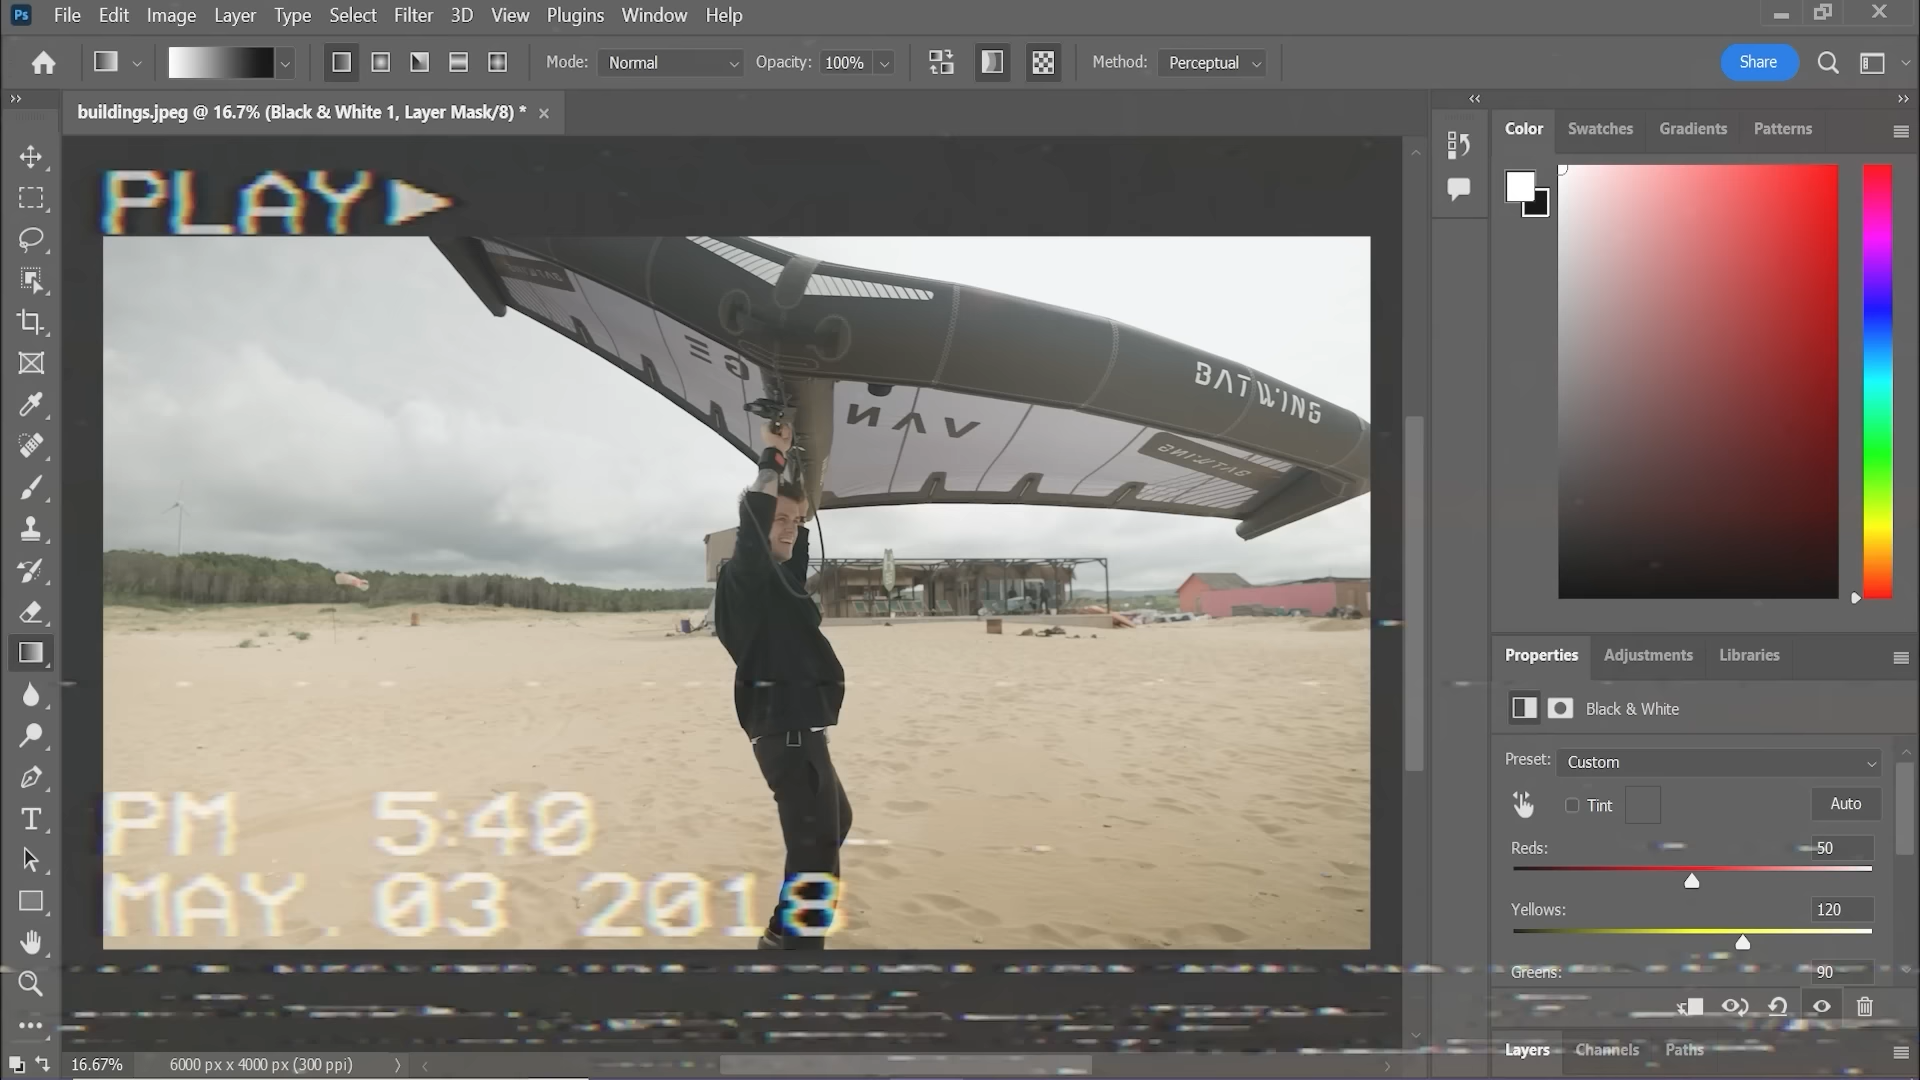 Ps File Edit Image Layer Type Select Filter 3D View Plugins Window Help
Mode: Normal Opacity: 100% Method: Perceptual Share
buildings.jpeg @ 16.7% (Black & White 1, Layer Mask/8) *
Color Swatches Gradients Patterns
PLAY
BATWING
VAN
BATWING
Properties Adjustments Libraries
Black & White
Preset: Custom
Tint Auto
PM 5:40
Reds: 50
MAY. 03 2018
Yellows: 120
Greens: 90
Layers Channels Paths
16.67% 6000 px x 4000 px (300 ppi)